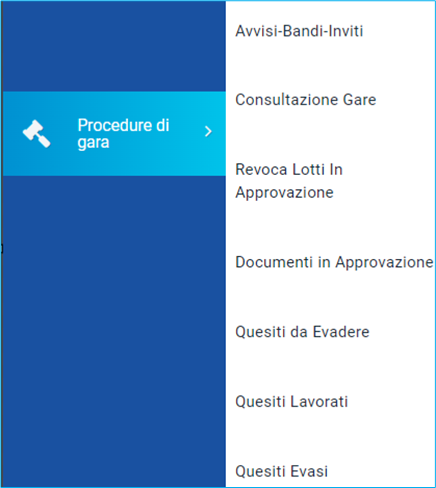 Procedure di
gara
Avvisi-Bandi-Inviti
Consultazione Gare
Revoca Lotti In
Approvazione
Documenti in Approvazione
Quesiti da Evadere
Quesiti Lavorati
Quesiti Evasi